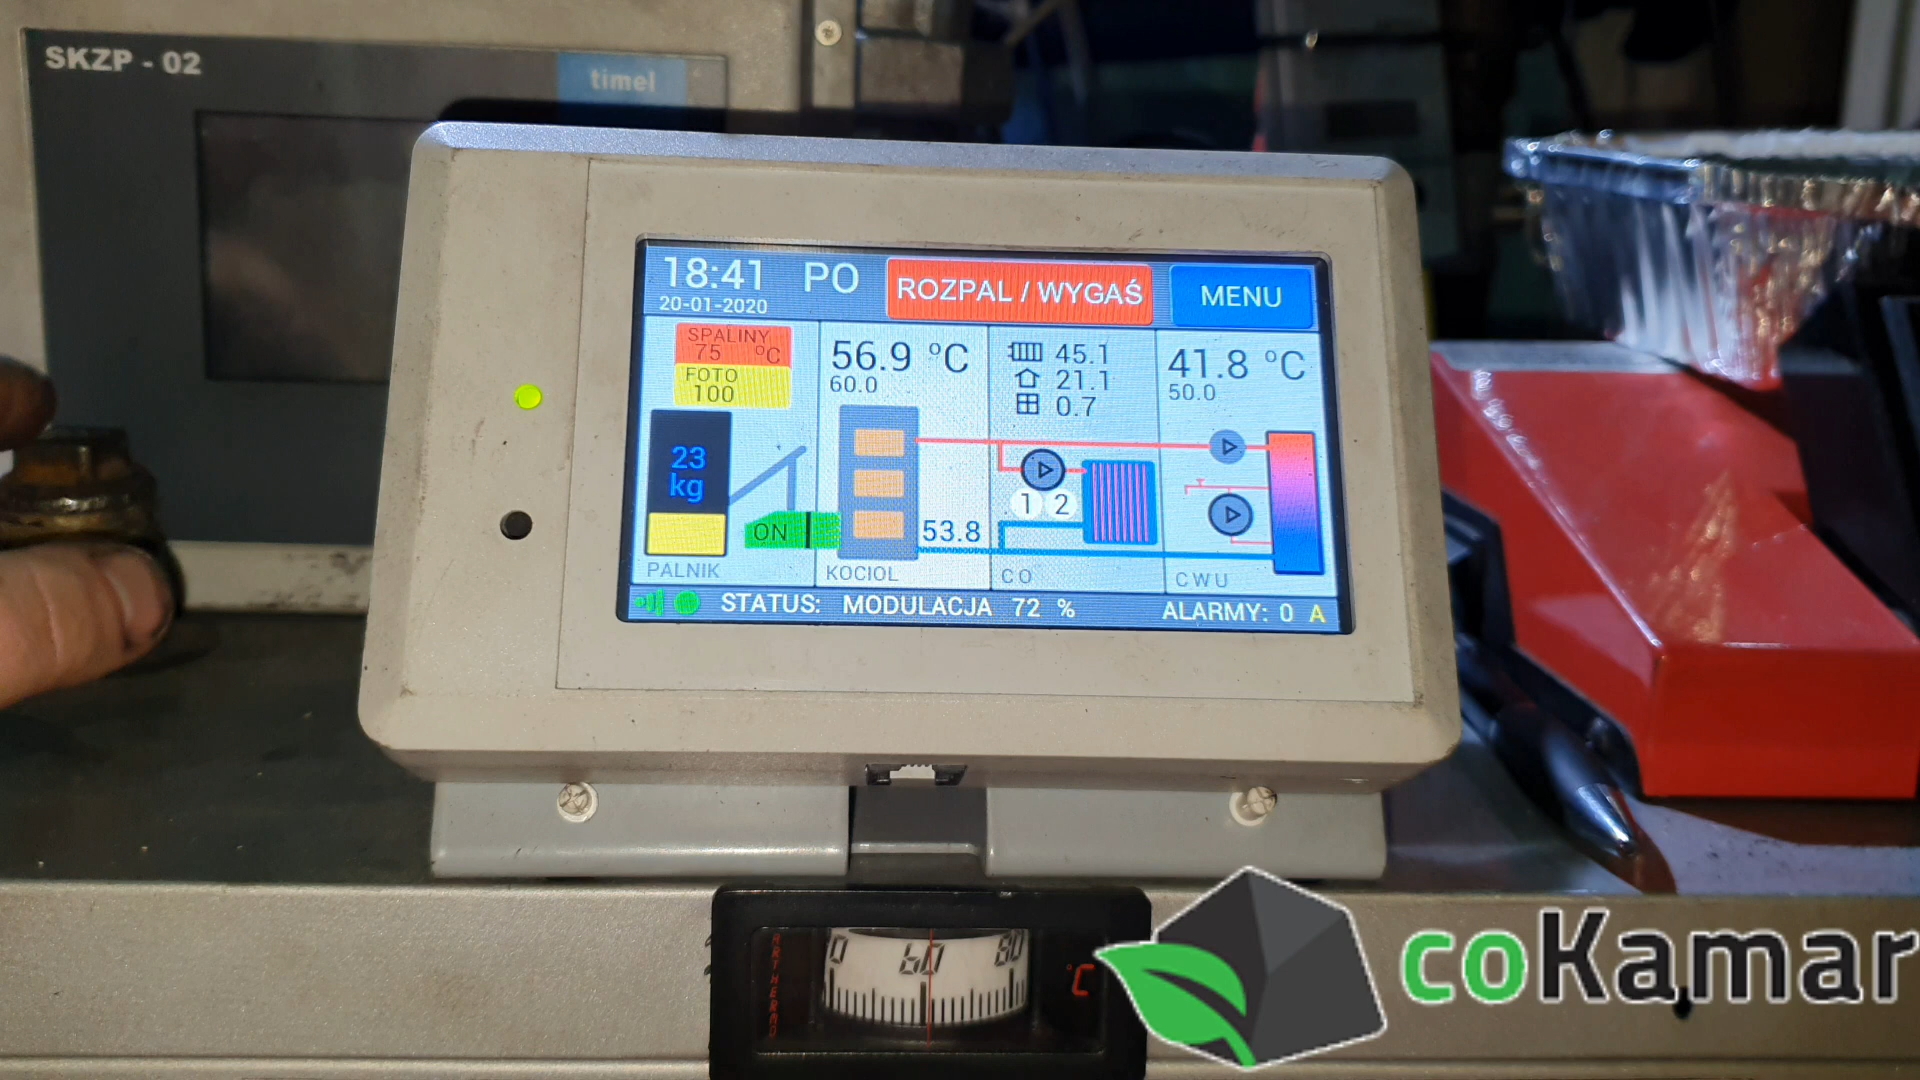 SKZP - 02
timel
18:41 PO ROZPAL / WYGAŚ MENU
20-01-2020
SPALINY
75 °C
FOTO
100
56.9 °C
60.0
45.1
21.1
0.7
41.8 °C
50.0
23
kg
ON
53.8
1 2
PALNIK
KOCIOL
CO
CWU
STATUS: MODULACJA 72 % ALARMY: 0 A
60 80
°C
coKamar